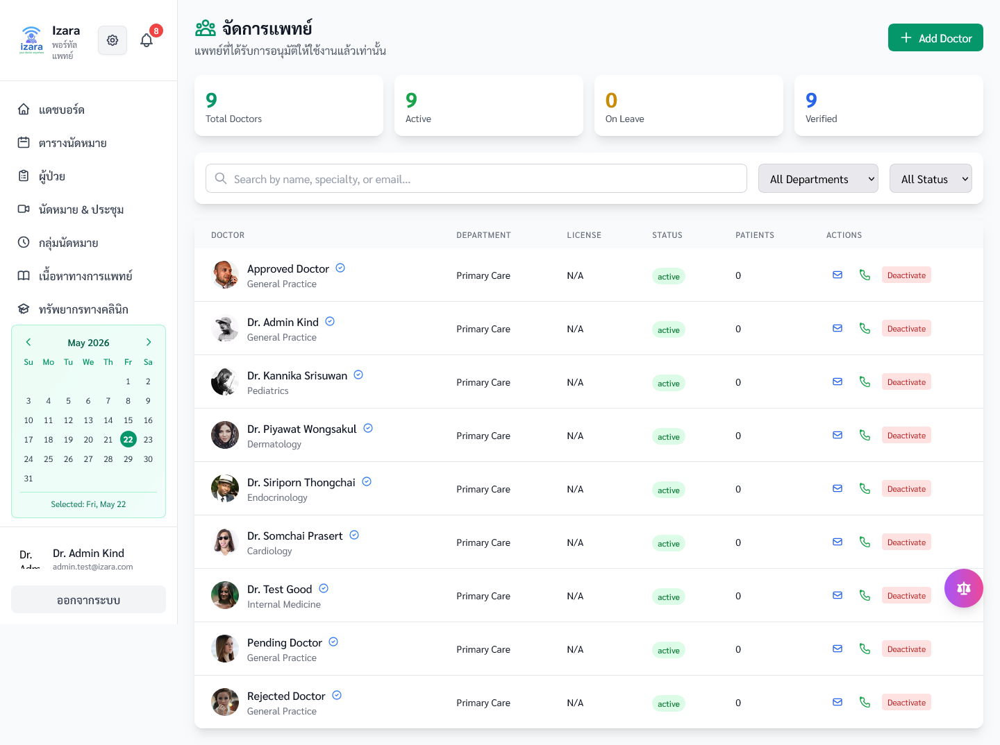 Izara
พอร์ทัล
แพทย์
8
izara
แดชบอร์ด
ตารางนัดหมาย
ผู้ป่วย
นัดหมาย & ประชุม
กลุ่มนัดหมาย
เนื้อหาทางการแพทย์
ทรัพยากรทางคลินิก
May 2026
Su Mo Tu We Th Fr Sa
1 2
3 4 5 6 7 8 9
10 11 12 13 14 15 16
17 18 19 20 21 22 23
24 25 26 27 28 29 30
31
Selected: Fri, May 22
Dr.
Dr. Admin Kind
admin.test@izara.com
ออกจากระบบ
จัดการแพทย์
แพทย์ที่ได้รับการอนุมัติให้ใช้งานแล้วเท่านั้น
Add Doctor
9
Total Doctors
9
Active
0
On Leave
9
Verified
Search by name, specialty, or email...
All Departments
All Status
DOCTOR DEPARTMENT LICENSE STATUS PATIENTS ACTIONS
Approved Doctor
General Practice
Primary Care N/A active 0 Deactivate
Dr. Admin Kind
General Practice
Primary Care N/A active 0 Deactivate
Dr. Kannika Srisuwan
Pediatrics
Primary Care N/A active 0 Deactivate
Dr. Piyawat Wongsakul
Dermatology
Primary Care N/A active 0 Deactivate
Dr. Siriporn Thongchai
Endocrinology
Primary Care N/A active 0 Deactivate
Dr. Somchai Prasert
Cardiology
Primary Care N/A active 0 Deactivate
Dr. Test Good
Internal Medicine
Primary Care N/A active 0 Deactivate
Pending Doctor
General Practice
Primary Care N/A active 0 Deactivate
Rejected Doctor
General Practice
Primary Care N/A active 0 Deactivate